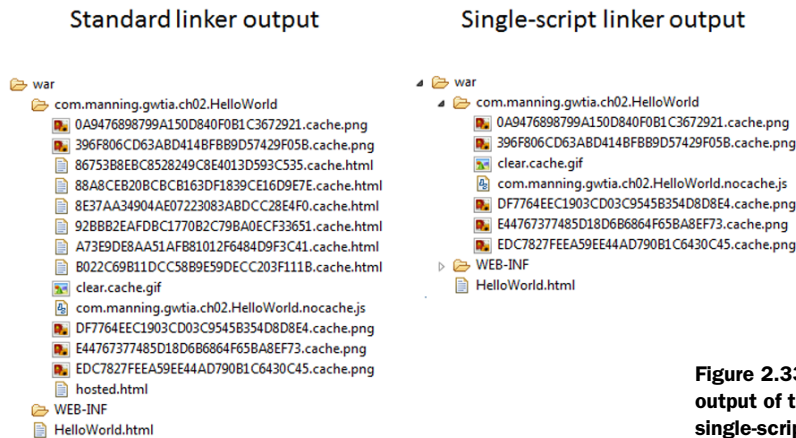 Standard linker output
war
com.manning.gwtia.ch02.HelloWorld
0A9476898799A150D840F0B1C3672921.cache.png
396F806CD63ABD414BFBB9D57429F05B.cache.png
86753B8EBC8528249C8E4013D593C535.cache.html
88A8CEB20BCBCB163DF1839CE16D9E7E.cache.html
8E37AA34904AE07223083ABDCC28E4F0.cache.html
92BBB2EAFDBC1770B2C79BA0ECF33651.cache.html
A73E9DE8AA51AFB81012F6484D9F3C41.cache.html
B022C69B11DCC58B9E59DECC203F111B.cache.html
clear.cache.gif
com.manning.gwtia.ch02.HelloWorld.nocache.js
DF7764EEC1903CD03C9545B354D8D8E4.cache.png
E44767377485D18D6B6864F65BA8EF73.cache.png
EDC7827FEEA59EE44AD790B1C6430C45.cache.png
hosted.html
WEB-INF
HelloWorld.html
Single-script linker output
war
com.manning.gwtia.ch02.HelloWorld
0A9476898799A150D840F0B1C3672921.cache.png
396F806CD63ABD414BFBB9D57429F05B.cache.png
clear.cache.gif
com.manning.gwtia.ch02.HelloWorld.nocache.js
DF7764EEC1903CD03C9545B354D8D8E4.cache.png
E44767377485D18D6B6864F65BA8EF73.cache.png
EDC7827FEEA59EE44AD790B1C6430C45.cache.png
WEB-INF
HelloWorld.html
Figure 2.33
output of t
single-scrip